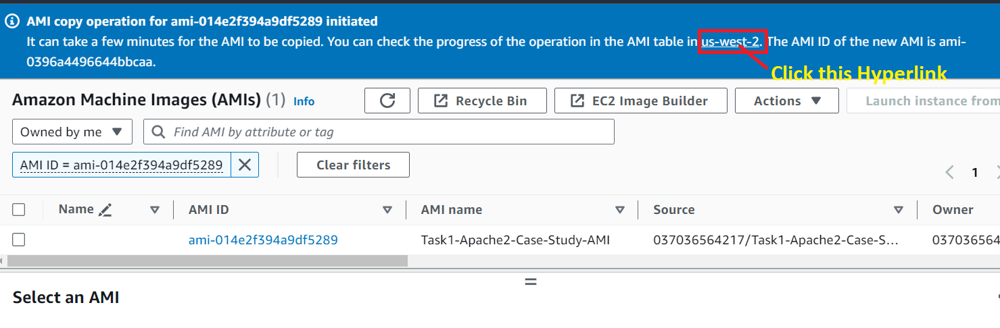 AMI copy operation for ami-014e2f394a9df5289 initiated
It can take a few minutes for the AMI to be copied. You can check the progress of the operation in the AMI table in us-west-2. The AMI ID of the new AMI is ami-
0396a4496644bbcaa.
Click this Hyperlink
Amazon Machine Images (AMIs) (1) Info Recycle Bin EC2 Image Builder Actions Launch instance from
Owned by me Find AMI by attribute or tag
AMI ID = ami-014e2f394a9df5289 Clear filters
1
Name AMI ID AMI name Source Owner
ami-014e2f394a9df5289 Task1-Apache2-Case-Study-AMI 037036564217/Task1-Apache2-Case-S... 037036564
Select an AMI